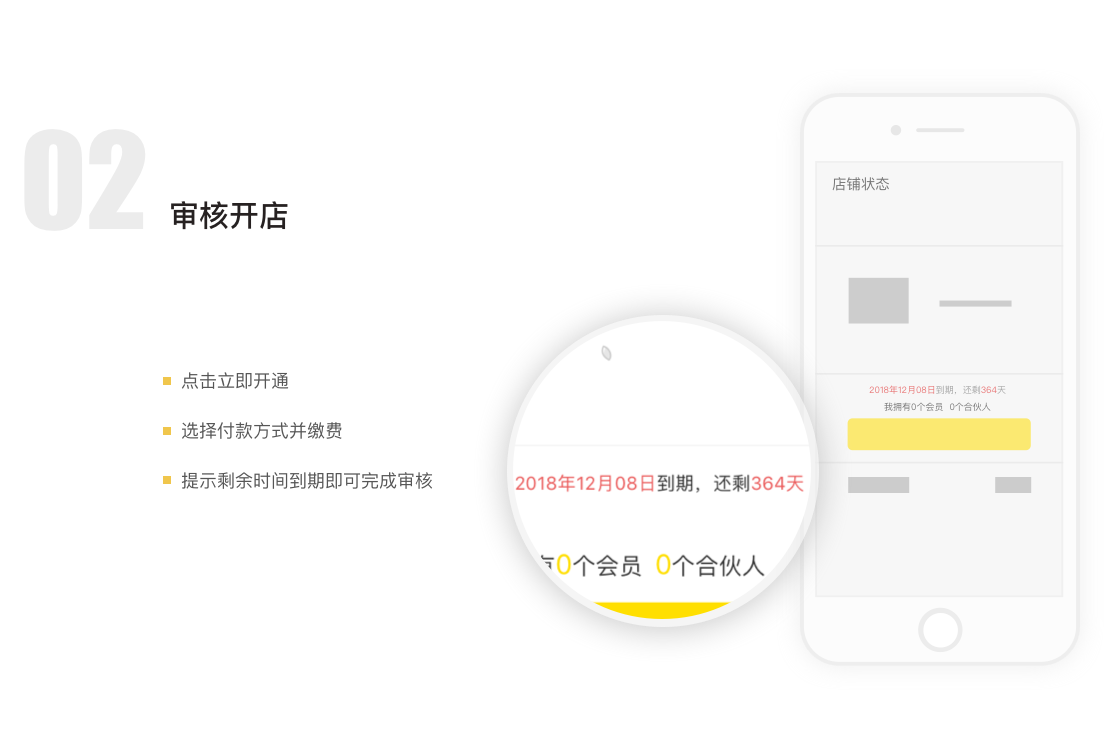 02
审核开店
点击立即开通
选择付款方式并缴费
提示剩余时间到期即可完成审核
2018年12月08日到期，还剩364天
有0个会员 0个合伙人
店铺状态
2018年12月08日到期，还剩364天
我拥有0个会员 0个合伙人